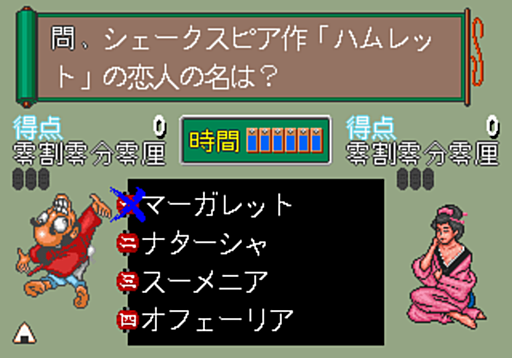 問、シェークスピア作「ハムレッ
ト」の恋人の名は？
得点 0
零割零分零厘
時間
得点 0
零割零分零厘
マーガレット
二 ナターシャ
三 スーメニア
四 オフェーリア